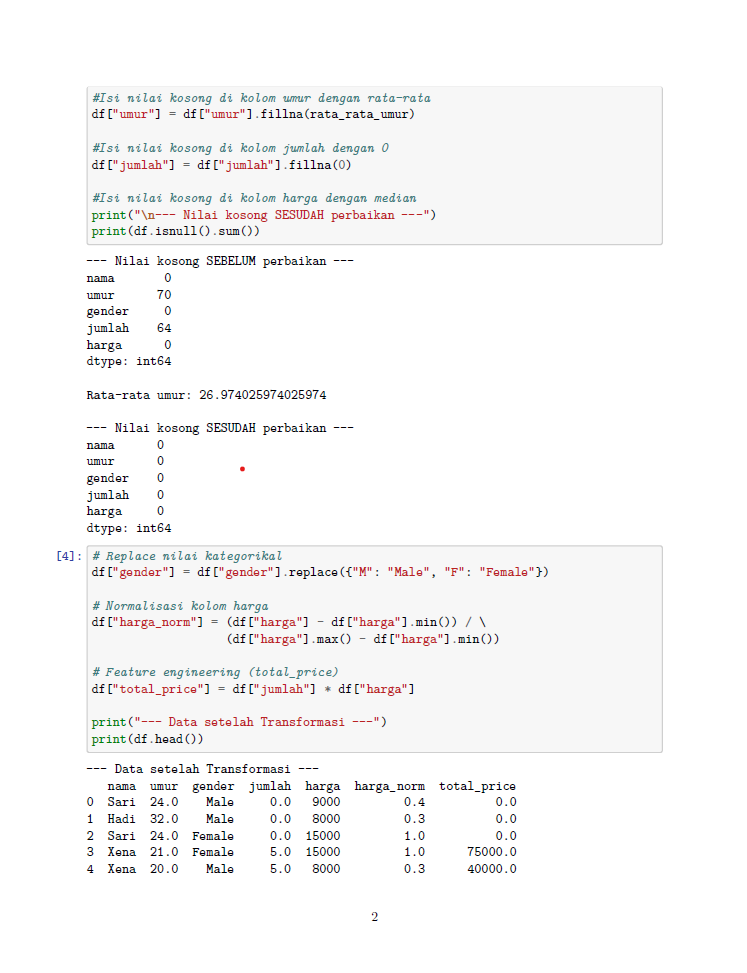 #Isi nilai kosong di kolom umur dengan rata-rata
df["umur"] = df["umur"].fillna(rata_rata_umur)
#Isi nilai kosong di kolom jumlah dengan 0
df["jumlah"] = df["jumlah"].fillna(0)
#Isi nilai kosong di kolom harga dengan median
print("\n--- Nilai kosong SESUDAH perbaikan ---")
print(df.isnull().sum())
--- Nilai kosong SEBELUM perbaikan ---
nama 0
umur 70
gender 0
jumlah 64
harga 0
dtype: int64
Rata-rata umur: 26.974025974025974
--- Nilai kosong SESUDAH perbaikan ---
nama 0
umur 0
gender 0
jumlah 0
harga 0
dtype: int64
[4]: # Replace nilai kategorikal
df["gender"] = df["gender"].replace({"M": "Male", "F": "Female"})
# Normalisasi kolom harga
df["harga_norm"] = (df["harga"] - df["harga"].min()) / \
(df["harga"].max() - df["harga"].min())
# Feature engineering (total_price)
df["total_price"] = df["jumlah"] * df["harga"]
print("--- Data setelah Transformasi ---")
print(df.head())
--- Data setelah Transformasi ---
nama umur gender jumlah harga harga_norm total_price
0 Sari 24.0 Male 0.0 9000 0.4 0.0
1 Hadi 32.0 Male 0.0 8000 0.3 0.0
2 Sari 24.0 Female 0.0 15000 1.0 0.0
3 Xena 21.0 Female 5.0 15000 1.0 75000.0
4 Xena 20.0 Male 5.0 8000 0.3 40000.0
2